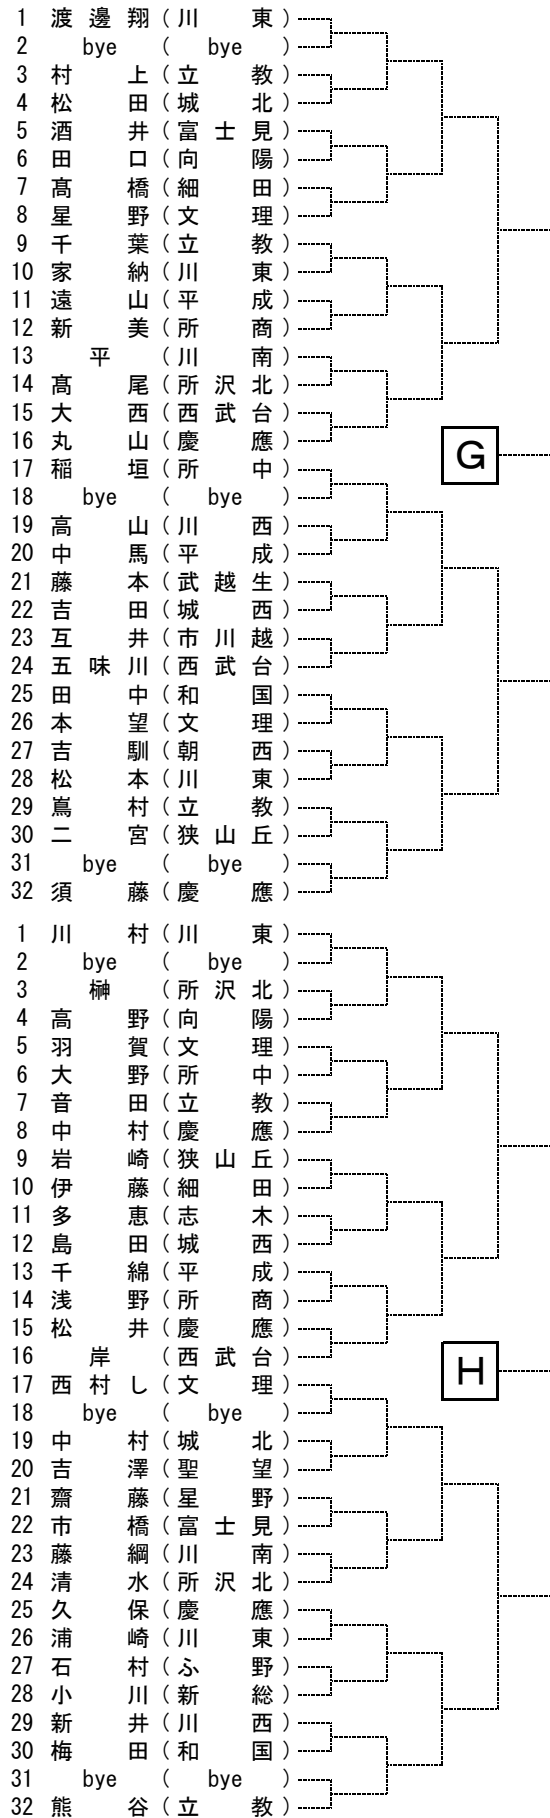 1 渡邊翔(川東)
2 bye(bye)
3 村上(立教)
4 松田(城北)
5 酒井(富士見)
6 田口(向陽)
7 髙橋(細田)
8 星野(文理)
9 千葉(立教)
10 家納(川東)
11 遠山(平成)
12 新美(所商)
13 平(川南)
14 髙尾(所沢北)
15 大西(西武台)
16 丸山(慶應)
G
17 稲垣(所中)
18 bye(bye)
19 高山(川西)
20 中馬(平成)
21 藤本(武越生)
22 吉田(城西)
23 互井(市川越)
24 五味川(西武台)
25 田中(和国)
26 本望(文理)
27 吉馴(朝西)
28 松本(川東)
29 嶌村(立教)
30 二宮(狭山丘)
31 bye(bye)
32 須藤(慶應)
1 川村(川東)
2 bye(bye)
3 榊(所沢北)
4 高野(向陽)
5 羽賀(文理)
6 大野(所中)
7 音田(立教)
8 中村(慶應)
9 岩崎(狭山丘)
10 伊藤(細田)
11 多恵(志木)
12 島田(城西)
13 千綿(平成)
14 浅野(所商)
15 松井(慶應)
16 岸(西武台)
H
17 西村し(文理)
18 bye(bye)
19 中村(城北)
20 吉澤(聖望)
21 齋藤(星野)
22 市橋(富士見)
23 藤綱(川南)
24 清水(所沢北)
25 久保(慶應)
26 浦崎(川東)
27 石村(ふ野)
28 小川(新総)
29 新井(川西)
30 梅田(和国)
31 bye(bye)
32 熊谷(立教)